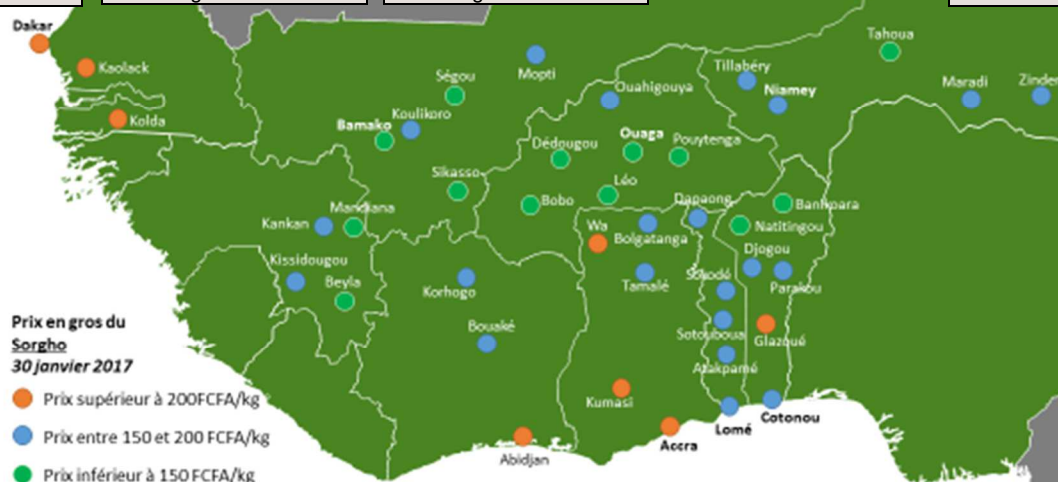 Dakar
Kaolack
Kolda
Tahoua
Mopti
Tillabéry
Niamey
Maradi
Zinder
Ségou
Ouahigouya
Koulikoro
Bamako
Dédougou
Ouaga
Pouytenga
Sikasso
Bobo
Léo
Dapaong
Banikpara
Natitingou
Kankan
Mandiana
Wa
Bolgatanga
Kissidougou
Beyla
Djogou
Sokodé
Tamalé
Parakou
Korhogo
Bouaké
Sotouboua
Glazoué
Atakpamé
Kumasi
Cotonou
Lomé
Accra
Abidjan
Prix en gros du
Sorgho
30 janvier 2017
Prix supérieur à 200FCFA/kg
Prix entre 150 et 200 FCFA/kg
Prix inférieur à 150 FCFA/kg